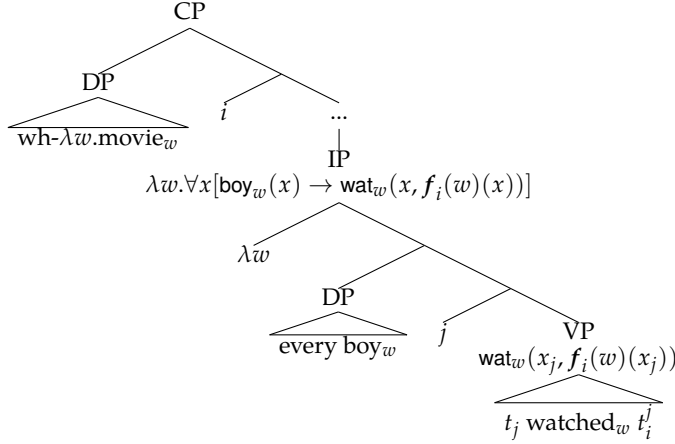 CP
DP
wh-λw.movie_w
i
...
IP
λw.∀x[boy_w(x) → wat_w(x, f_i(w)(x))]
λw
DP
every boy_w
j
VP
wat_w(x_j, f_i(w)(x_j))
t_j watched_w t_i^j